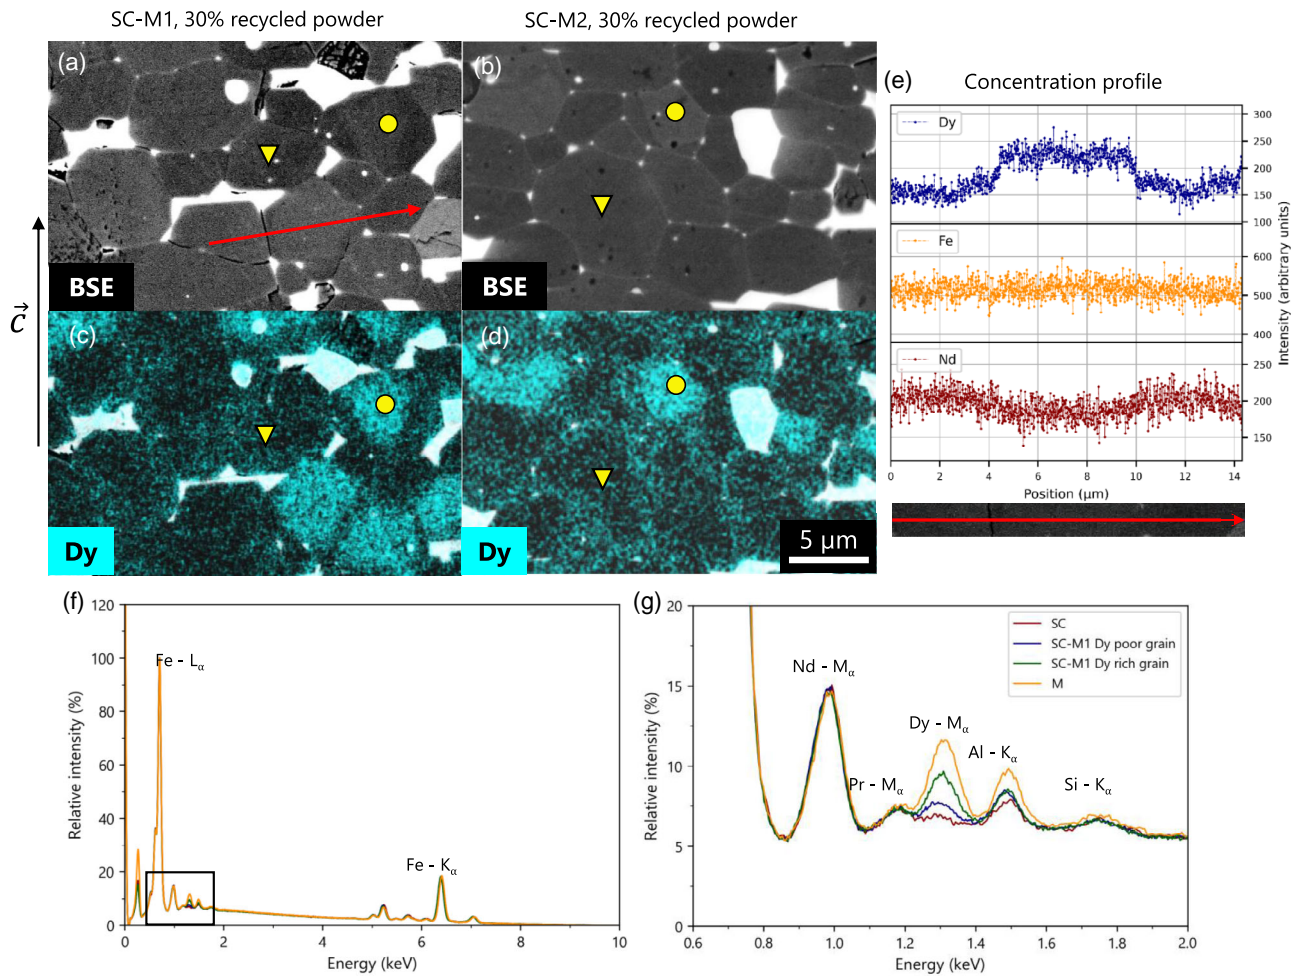 SC-M1, 30% recycled powder
SC-M2, 30% recycled powder
(a)
BSE
(b)
BSE
(c)
Dy
(d)
Dy
5 µm
C
(e)
Concentration profile
Dy
Fe
Nd
300
250
200
150
100
600
500
400
250
200
150
Intensity (arbitrary units)
0 2 4 6 8 10 12 14
Position (µm)
(f)
120
100
80
60
40
20
0
Relative intensity (%)
Fe - Lα
Fe - Kα
0 2 4 6 8 10
Energy (keV)
(g)
20
15
10
5
0
Relative intensity (%)
SC
SC-M1 Dy poor grain
SC-M1 Dy rich grain
M
Nd - Mα
Dy - Mα
Pr - Mα
Al - Kα
Si - Kα
0.6 0.8 1.0 1.2 1.4 1.6 1.8 2.0
Energy (keV)